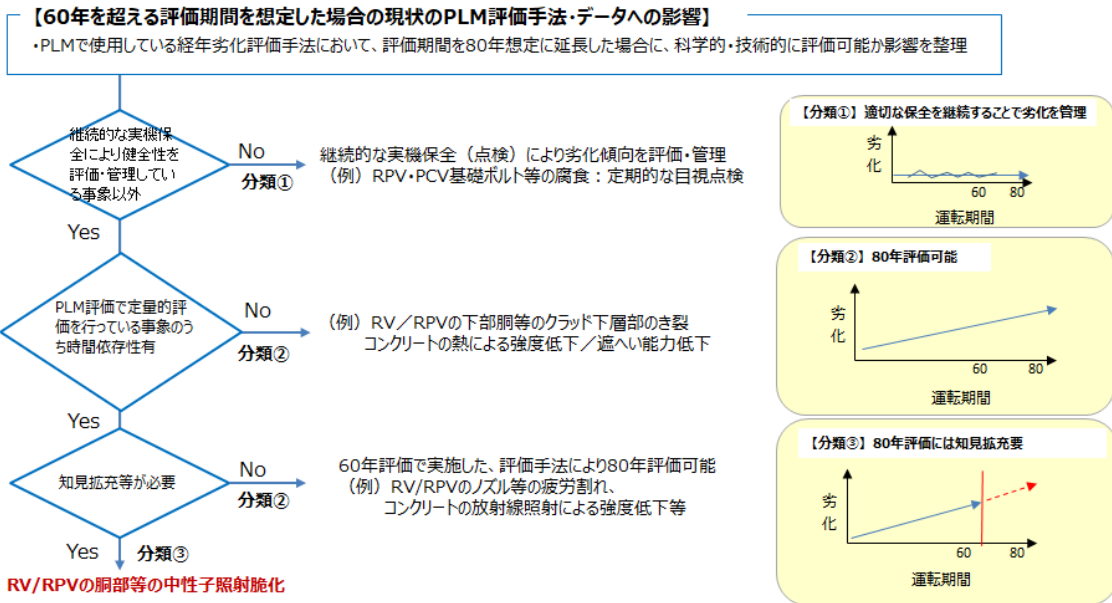 【60年を超える評価期間を想定した場合の現状のPLM評価手法・データへの影響】
・PLMで使用している経年劣化評価手法において、評価期間を80年想定に延長した場合に、科学的・技術的に評価可能か影響を整理
継続的な実機保
全により健全性を
評価・管理してい
る事象以外
No
分類①
継続的な実機保全（点検）により劣化傾向を評価・管理
（例）RPV・PCV基礎ボルト等の腐食：定期的な目視点検
【分類①】適切な保全を継続することで劣化を管理
劣
化
60
80
運転期間
Yes
PLM評価で定量的評
価を行っている事象のう
ち時間依存性有
No
分類②
（例）RV／RPVの下部胴等のクラッド下層部のき裂
コンクリートの熱による強度低下／遮へい能力低下
【分類②】80年評価可能
劣
化
60
80
運転期間
Yes
知見拡充等が必要
No
分類②
60年評価で実施した、評価手法により80年評価可能
（例）RV/RPVのノズル等の疲労割れ、
コンクリートの放射線照射による強度低下等
【分類③】80年評価には知見拡充要
劣
化
60
80
運転期間
Yes
分類③
RV/RPVの胴部等の中性子照射脆化